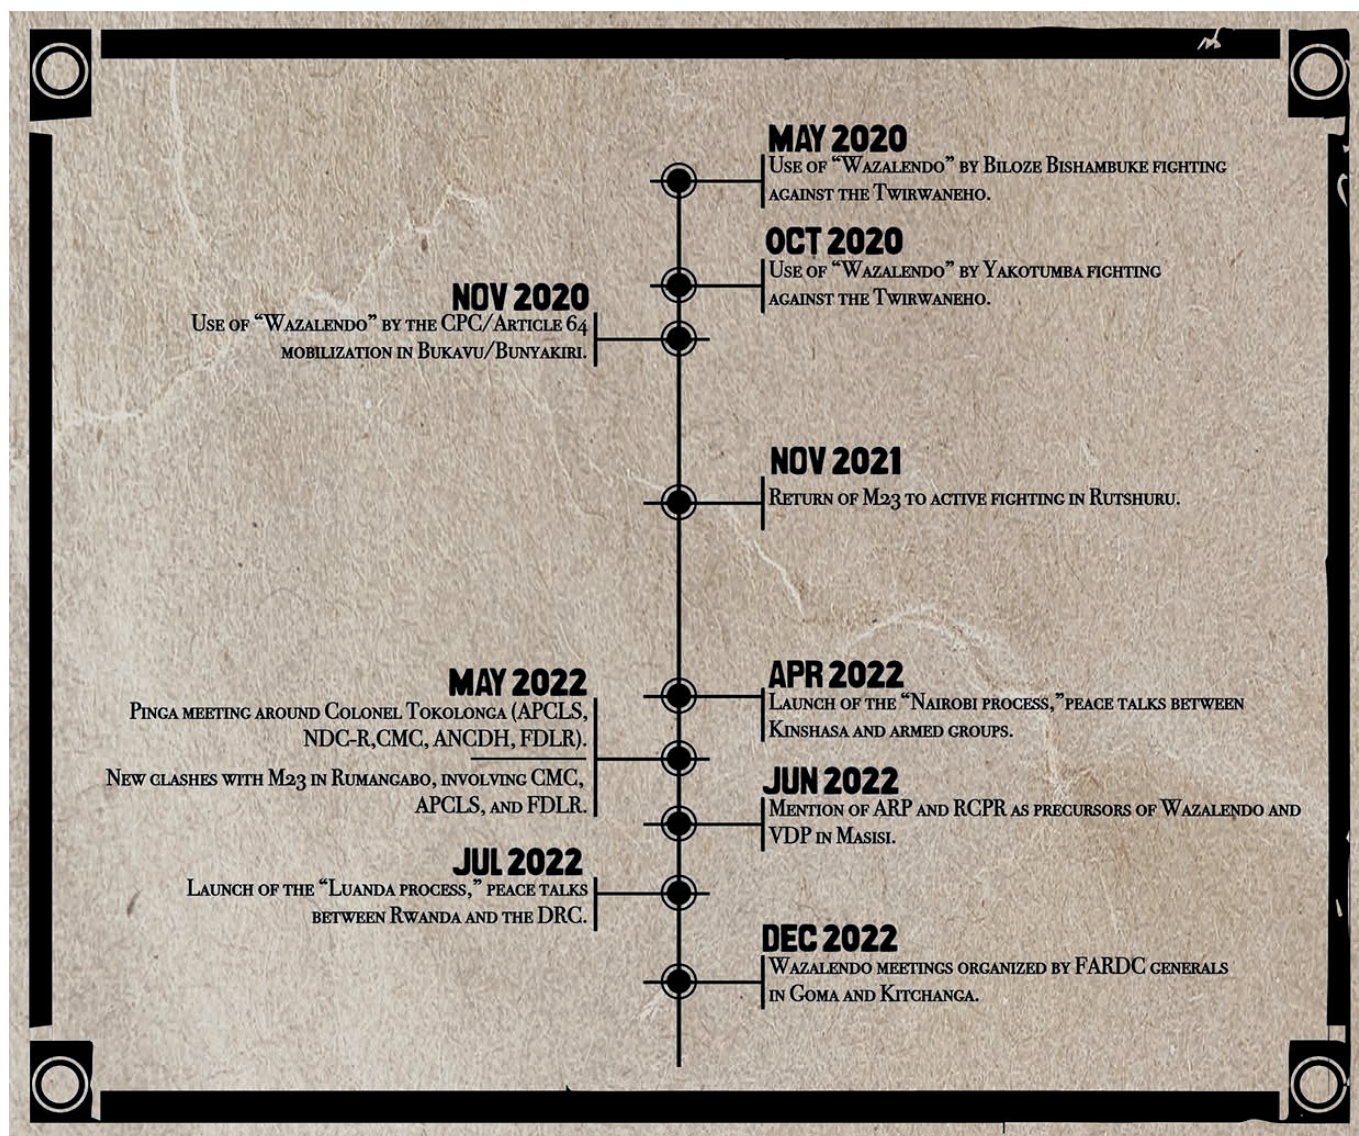 MAY 2020
Use of “Wazalendo” by Biloze Bishambuke fighting
against the Twirwaneho.
OCT 2020
Use of “Wazalendo” by Yakotumba fighting
against the Twirwaneho.
NOV 2020
Use of “Wazalendo” by the CPC/Article 64
mobilization in Bukavu/Bunyakiri.
NOV 2021
Return of M23 to active fighting in Rutshuru.
APR 2022
Launch of the “Nairobi process,”peace talks between
Kinshasa and armed groups.
MAY 2022
Pinga meeting around Colonel Tokolonga (APCLS,
NDC-R,CMC, ANCDH, FDLR).
New clashes with M23 in Rumangabo, involving CMC,
APCLS, and FDLR.
JUN 2022
Mention of ARP and RCPR as precursors of Wazalendo and
VDP in Masisi.
JUL 2022
Launch of the “Luanda process,” peace talks
between Rwanda and the DRC.
DEC 2022
Wazalendo meetings organized by FARDC generals
in Goma and Kitchanga.